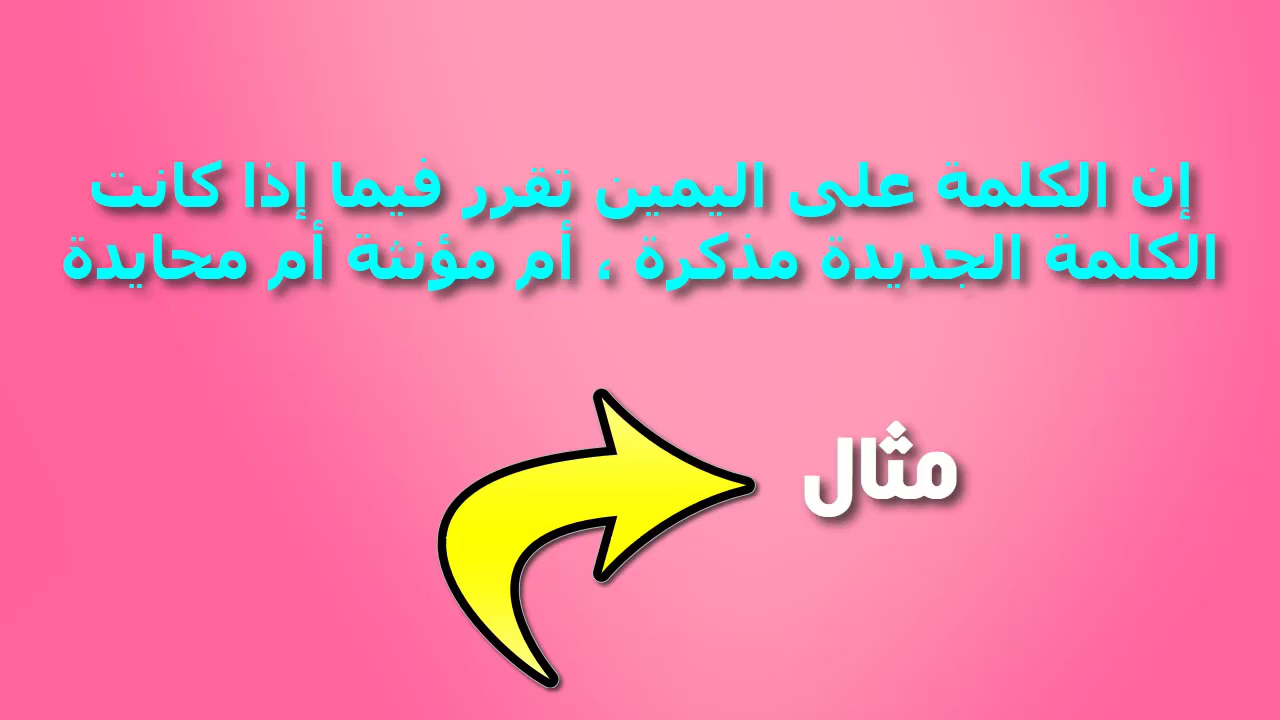 إن الكلمة على اليمين تقرر فيما إذا كانت
الكلمة الجديدة مذكرة ، أم مؤنثة أم محايدة
مثال